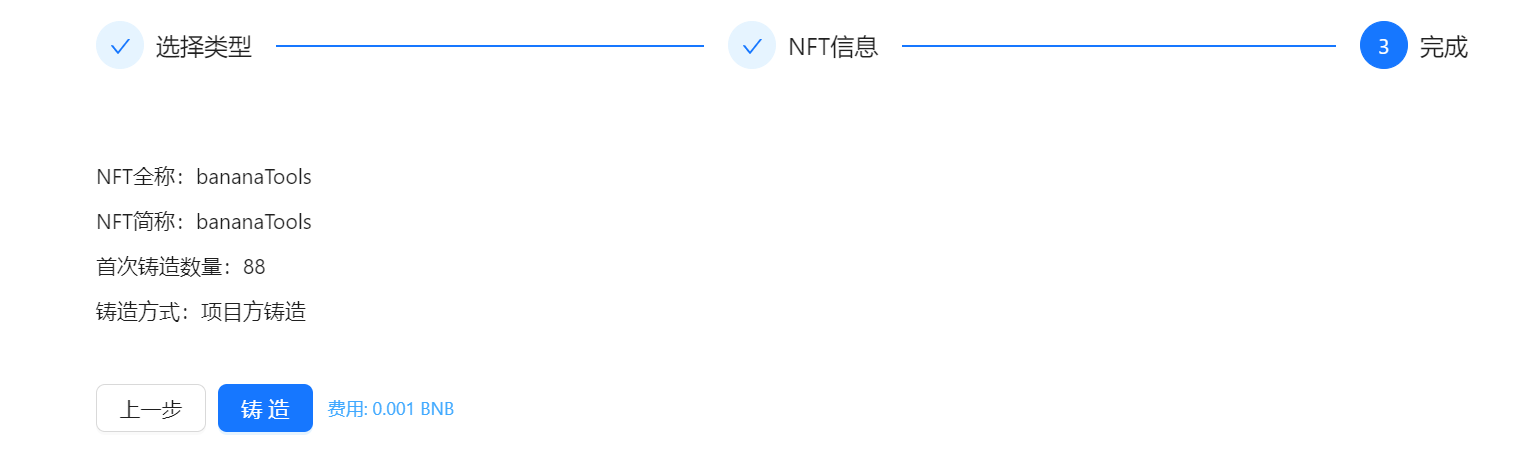 选择类型 NFT信息 3 完成
NFT全称：bananaTools
NFT简称：bananaTools
首次铸造数量：88
铸造方式：项目方铸造
上一步 铸 造 费用: 0.001 BNB